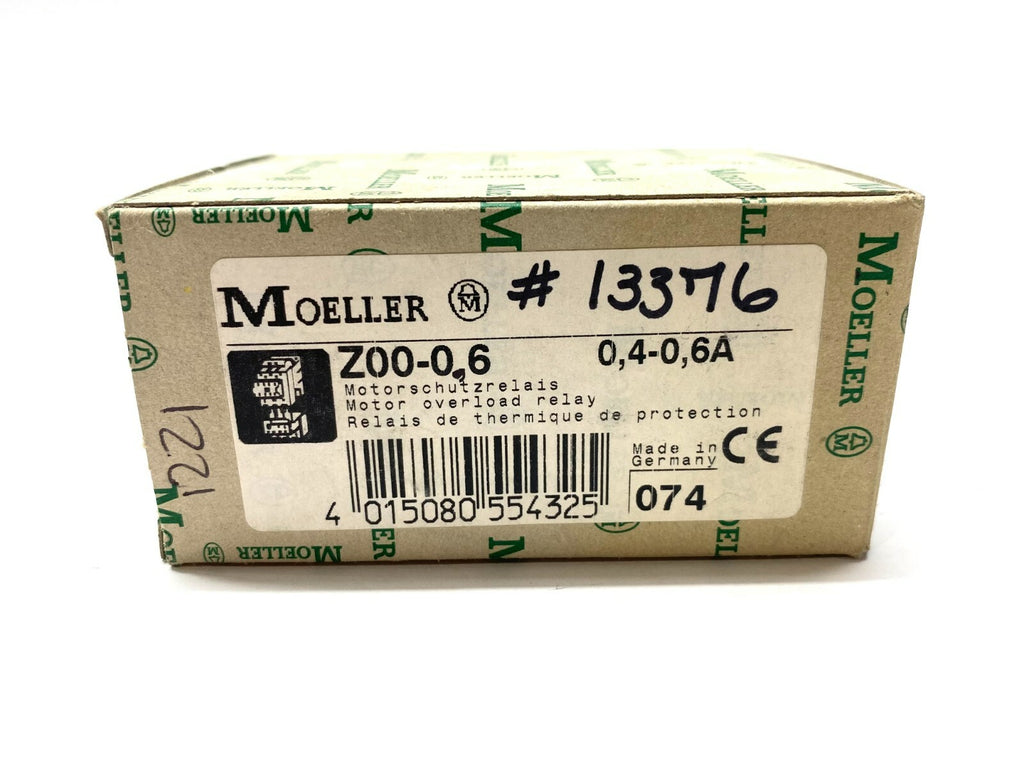 MOELLER
MOELLER # 13376
Z00-0,6 0,4-0,6A
Motorschutzrelais
Motor overload relay
Relais de thermique de protection
Made in
Germany CE
4 015080 554325
074
1221
MOELLER
MOELLER